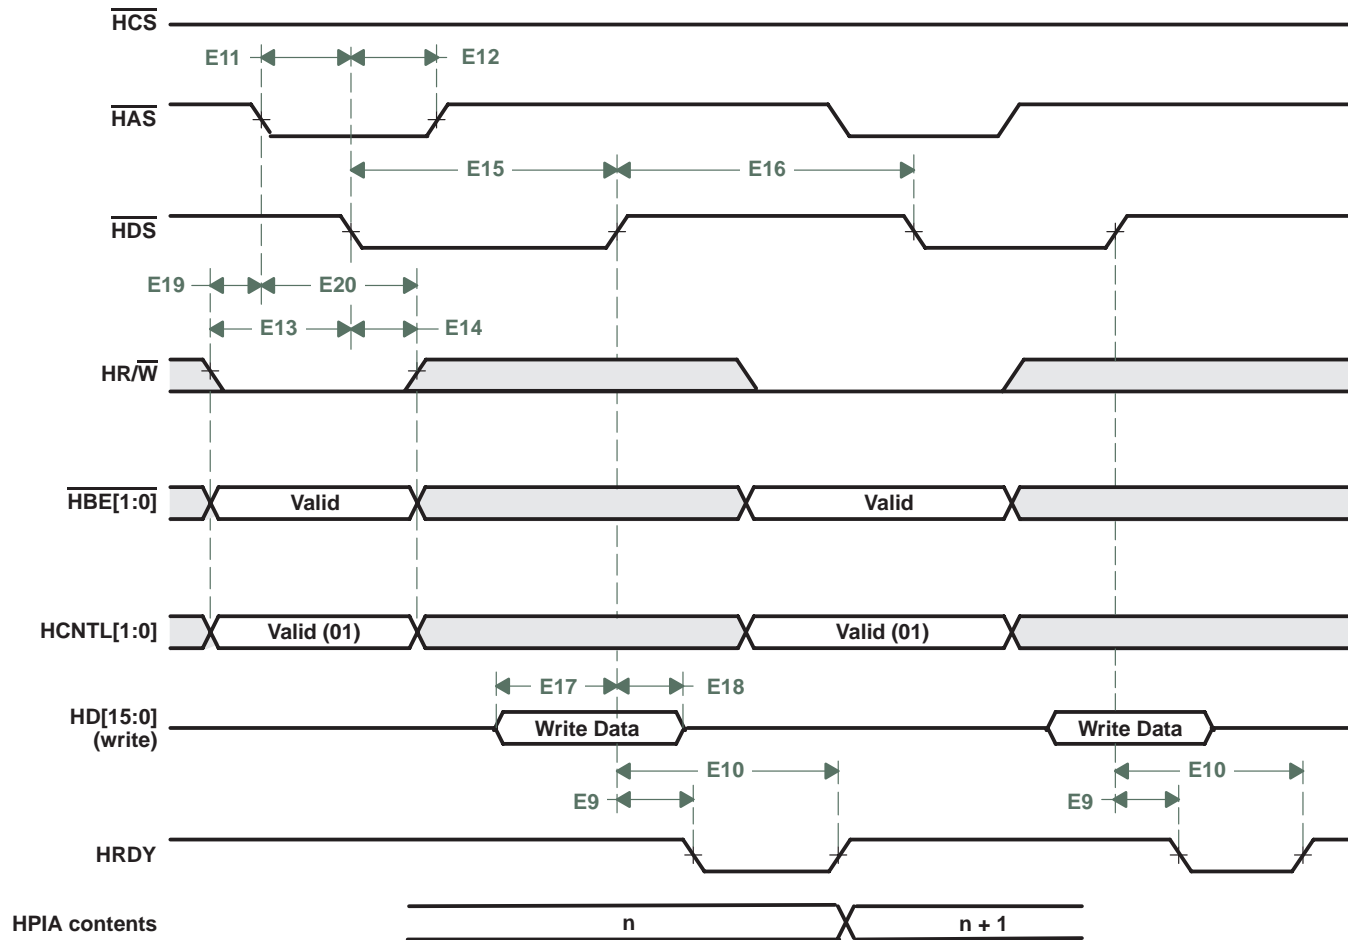 HCS
E11
E12
HAS
E15
E16
HDS
E19
E20
E13
E14
HR/W
HBE[1:0]
Valid
Valid
HCNTL[1:0]
Valid (01)
Valid (01)
E17
E18
HD[15:0]
(write)
Write Data
Write Data
E10
E10
E9
E9
HRDY
HPIA contents
n
n + 1